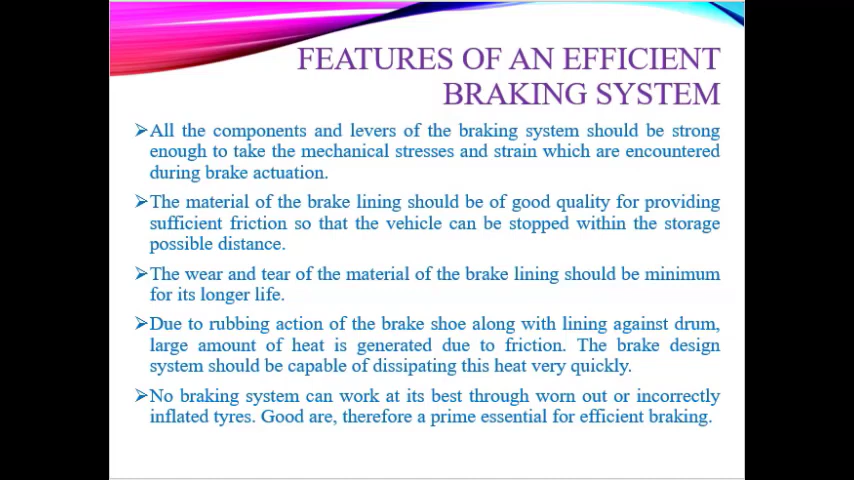 FEATURES OF AN EFFICIENT
BRAKING SYSTEM
➢All the components and levers of the braking system should be strong
enough to take the mechanical stresses and strain which are encountered
during brake actuation.
➢The material of the brake lining should be of good quality for providing
sufficient friction so that the vehicle can be stopped within the storage
possible distance.
➢The wear and tear of the material of the brake lining should be minimum
for its longer life.
➢Due to rubbing action of the brake shoe along with lining against drum,
large amount of heat is generated due to friction. The brake design
system should be capable of dissipating this heat very quickly.
➢No braking system can work at its best through worn out or incorrectly
inflated tyres. Good are, therefore a prime essential for efficient braking.